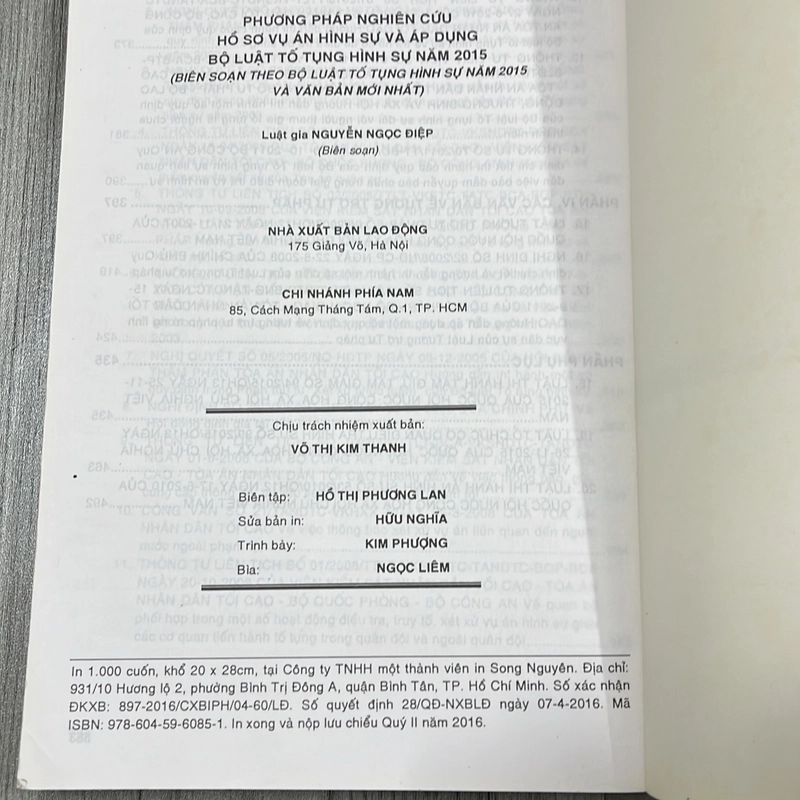 PHƯƠNG PHÁP NGHIÊN CỨU
HỒ SƠ VỤ ÁN HÌNH SỰ VÀ ÁP DỤNG
BỘ LUẬT TỐ TỤNG HÌNH SỰ NĂM 2015
(BIÊN SOẠN THEO BỘ LUẬT TỐ TỤNG HÌNH SỰ NĂM 2015
VÀ VĂN BẢN MỚI NHẤT)
Luật gia NGUYỄN NGỌC ĐIỆP
(Biên soạn)
NHÀ XUẤT BẢN LAO ĐỘNG
175 Giảng Võ, Hà Nội
CHI NHÁNH PHÍA NAM
85, Cách Mạng Tháng Tám, Q.1, TP. HCM
Chịu trách nhiệm xuất bản:
VÕ THỊ KIM THANH
Biên tập: HỒ THỊ PHƯƠNG LAN
Sửa bản in: HỮU NGHĨA
Trình bày: KIM PHƯỢNG
Bìa: NGỌC LIÊM
In 1.000 cuốn, khổ 20 x 28cm, tại Công ty TNHH một thành viên in Song Nguyên. Địa chỉ:
931/10 Hương lộ 2, phường Bình Trị Đông A, quận Bình Tân, TP. Hồ Chí Minh. Số xác nhận
ĐKXB: 897-2016/CXBIPH/04-60/LĐ. Số quyết định 28/QĐ-NXBLĐ ngày 07-4-2016. Mã
ISBN: 978-604-59-6085-1. In xong và nộp lưu chiểu Quý II năm 2016.